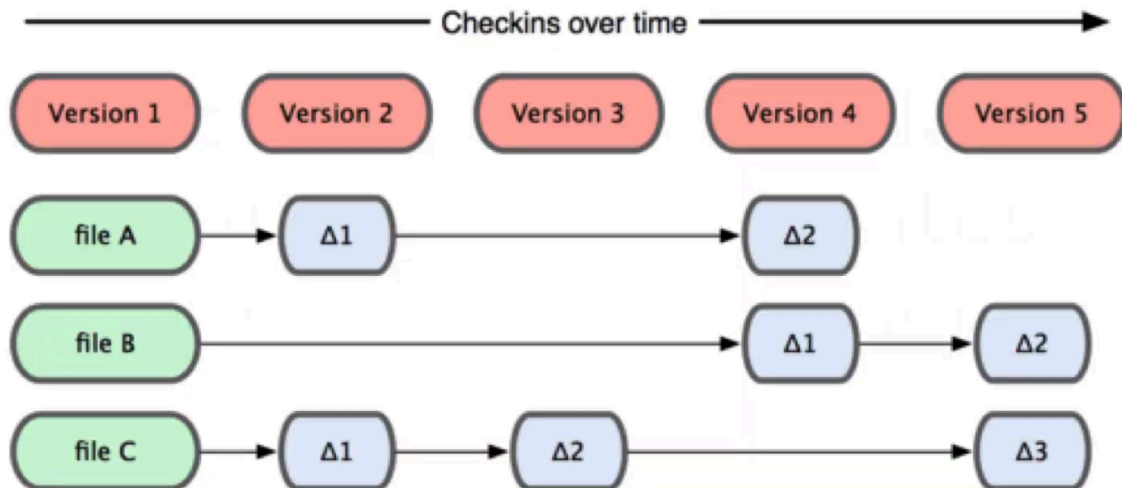 Checkins over time
Version 1 Version 2 Version 3 Version 4 Version 5
file A Δ1 Δ2
file B Δ1 Δ2
file C Δ1 Δ2 Δ3